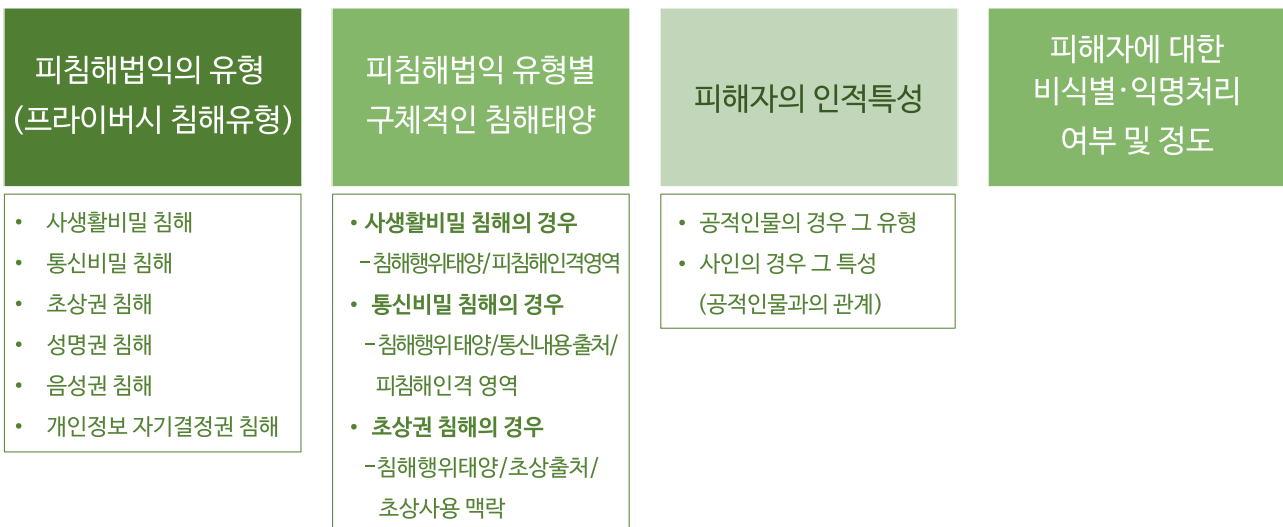 피침해법익의 유형
(프라이버시 침해유형)
• 사생활비밀 침해
• 통신비밀 침해
• 초상권 침해
• 성명권 침해
• 음성권 침해
• 개인정보 자기결정권 침해
피침해법익 유형별
구체적인 침해태양
• 사생활비밀 침해의 경우
-침해행위태양/피침해인격영역
• 통신비밀 침해의 경우
-침해행위 태양/통신내용출처/
피침해인격 영역
• 초상권 침해의 경우
-침해행위태양/초상출처/
초상사용 맥락
피해자의 인적특성
• 공적인물의 경우 그 유형
• 사인의 경우 그 특성
(공적인물과의 관계)
피해자에 대한
비식별·익명처리
여부 및 정도